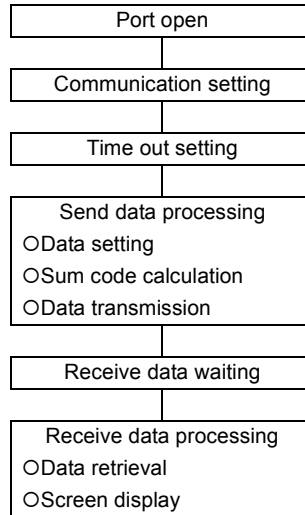 Port open
Communication setting
Time out setting
Send data processing
○Data setting
○Sum code calculation
○Data transmission
Receive data waiting
Receive data processing
○Data retrieval
○Screen display